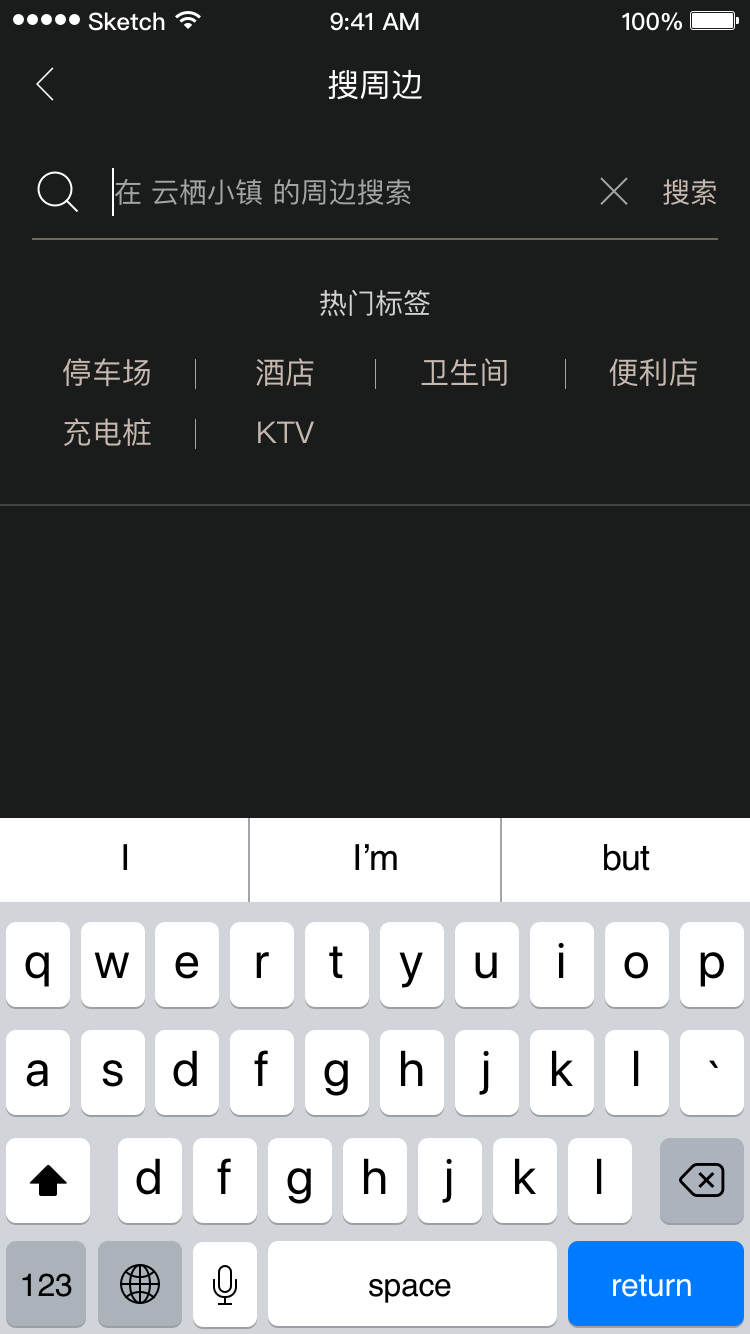 Sketch 9:41 AM 100%
搜周边
在 云栖小镇 的周边搜索 搜索
热门标签
停车场 酒店 卫生间 便利店
充电桩 KTV
I I’m but
q w e r t y u i o p
a s d f g h j k l `
d f g h j k l
123 space return